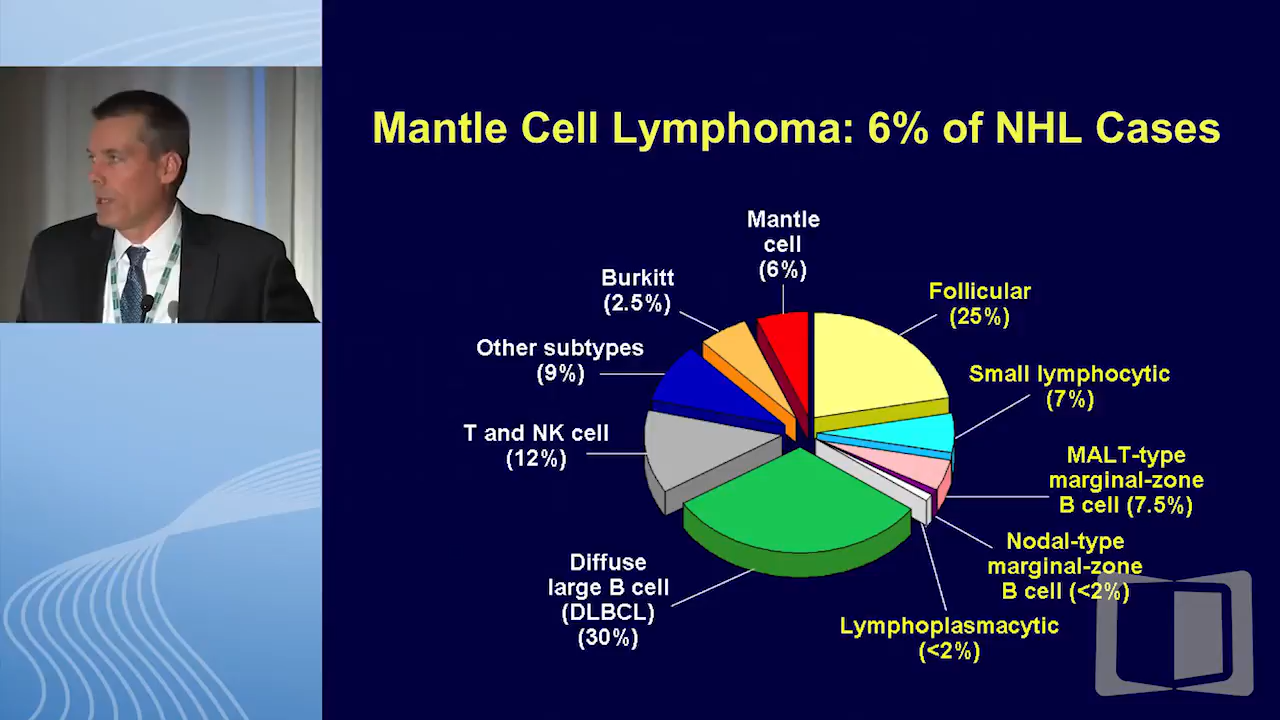 Mantle Cell Lymphoma: 6% of NHL Cases
Mantle
cell
(6%)
Burkitt
(2.5%)
Follicular
(25%)
Other subtypes
(9%)
Small lymphocytic
(7%)
T and NK cell
(12%)
MALT-type
marginal-zone
B cell (7.5%)
Nodal-type
marginal-zone
B cell (<2%)
Diffuse
large B cell
(DLBCL)
(30%)
Lymphoplasmacytic
(<2%)